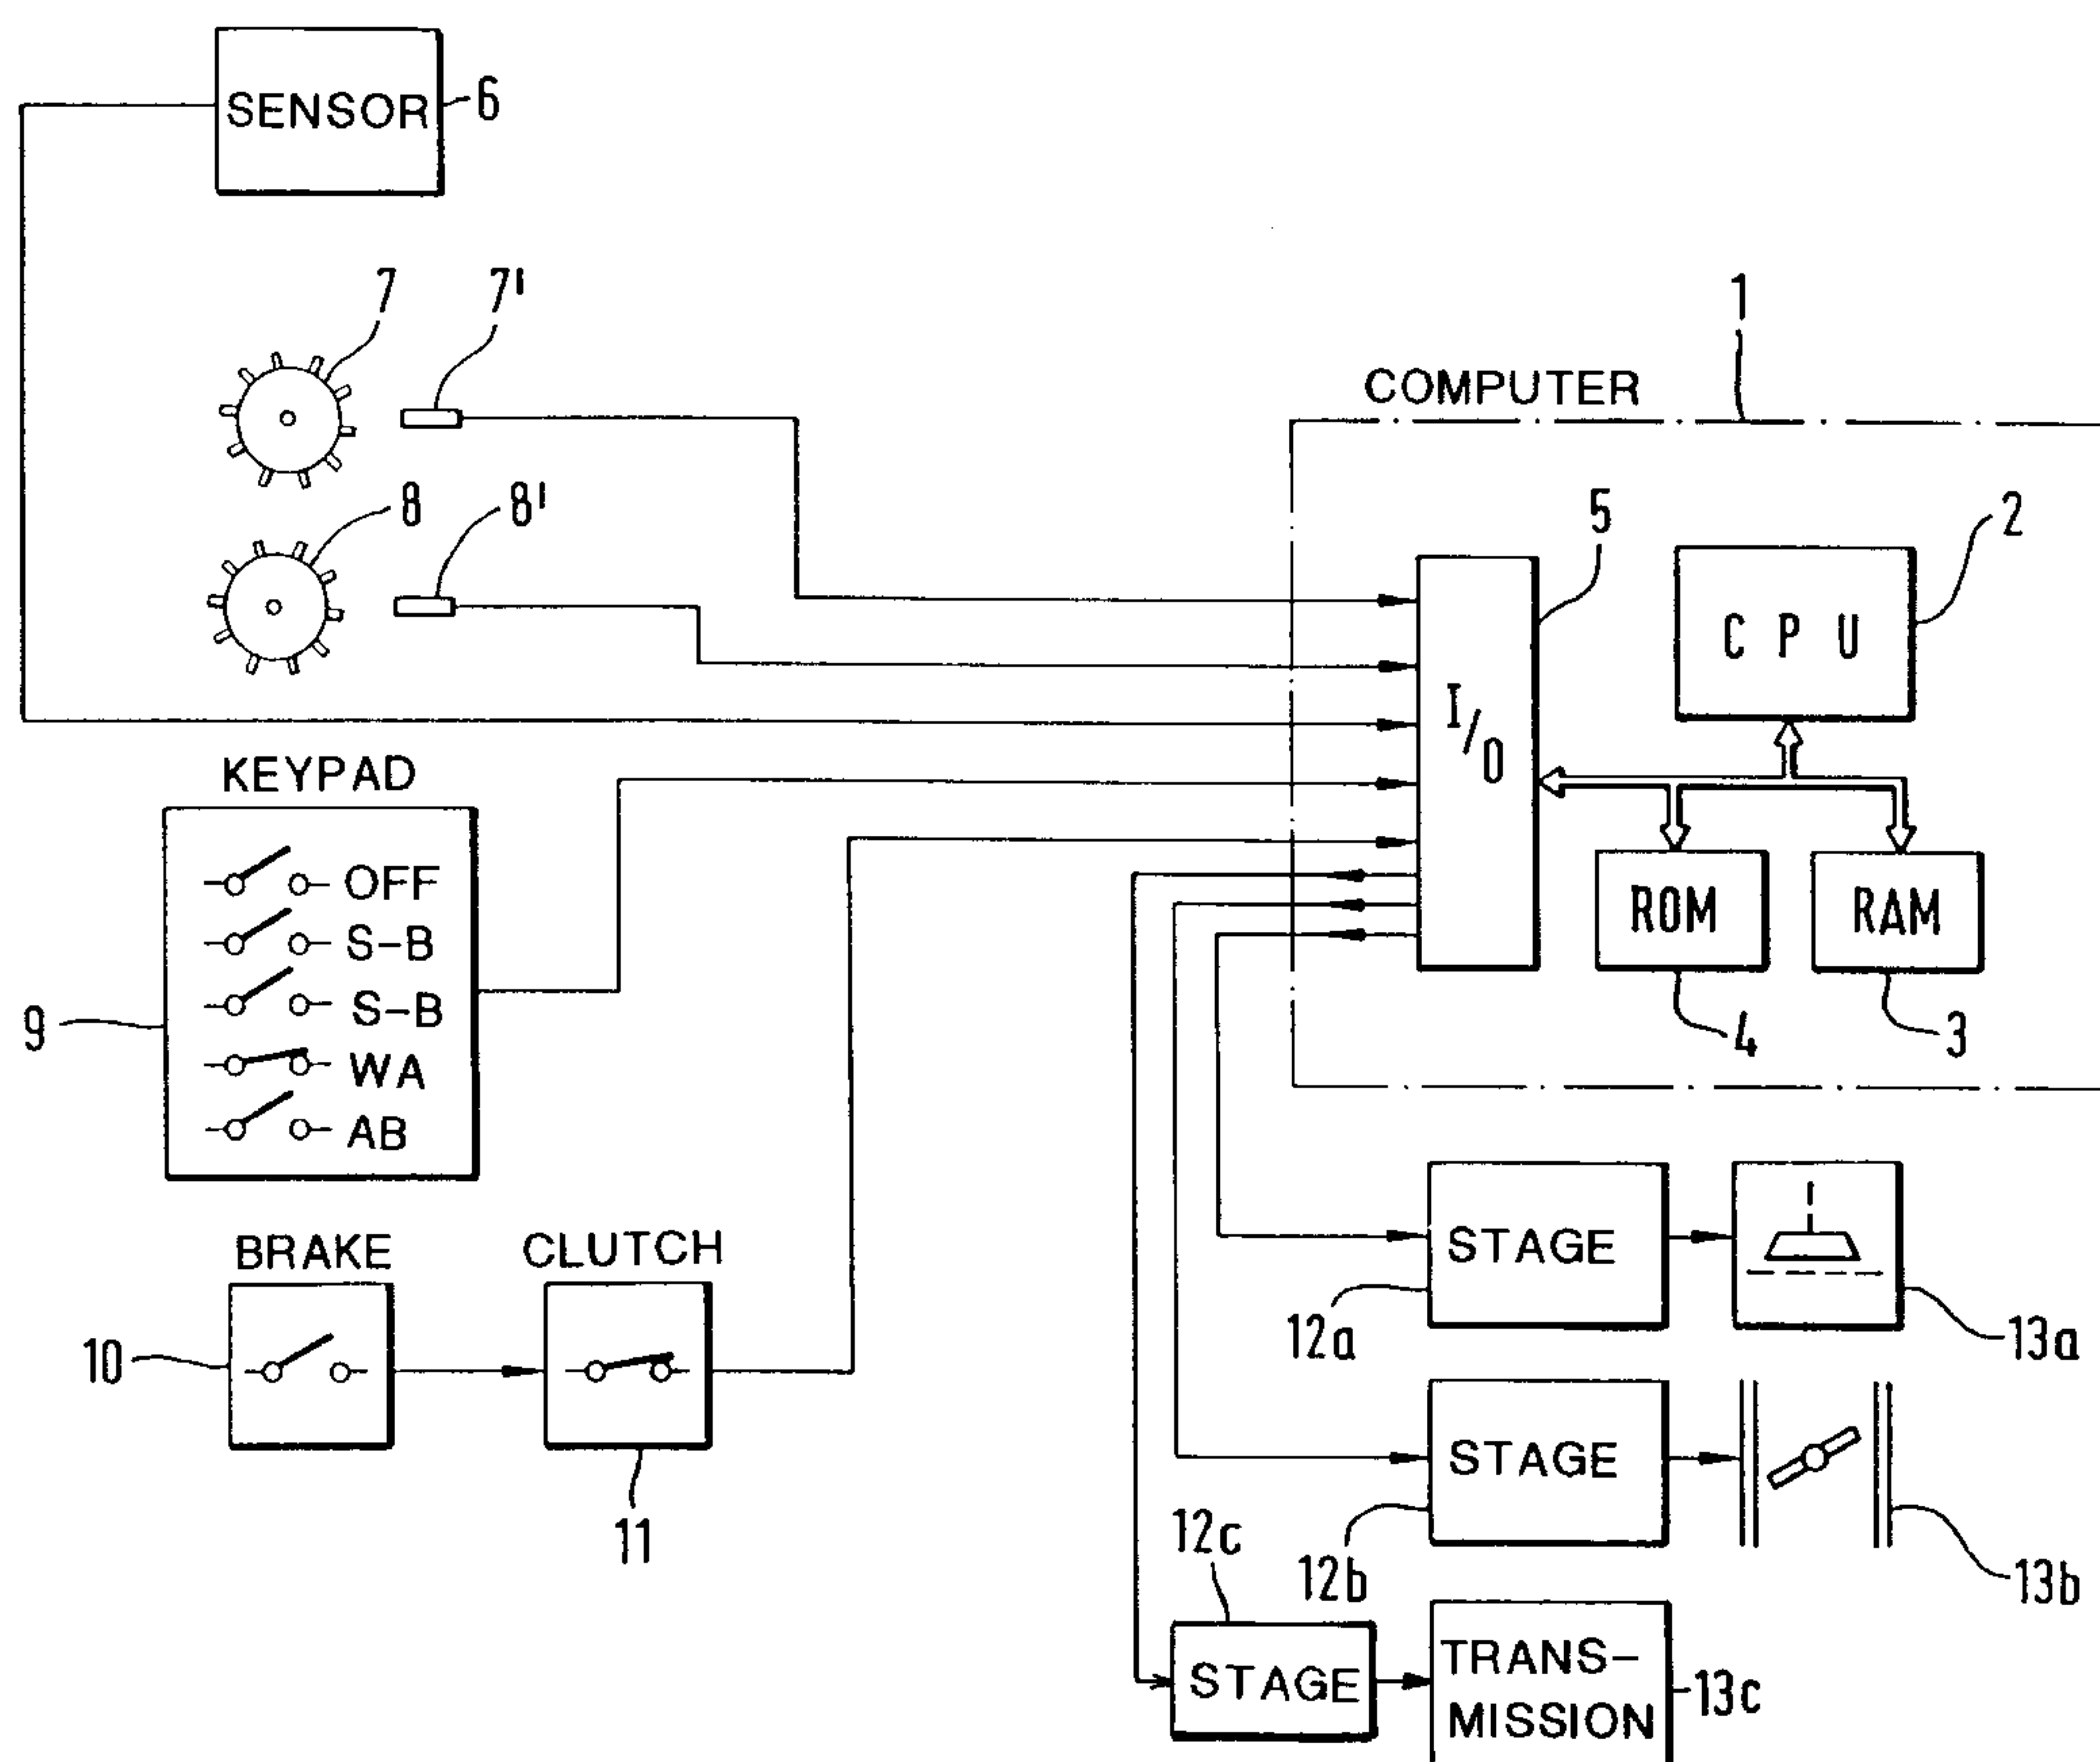 SENSOR
6
7
7'
1
COMPUTER
8
8'
5
2
C P U
I/O
KEYPAD
OFF
S-B
S-B
9
WA
AB
ROM
RAM
4
3
BRAKE
CLUTCH
STAGE
12a
13a
10
STAGE
11
12c
12b
13b
STAGE
TRANS-
MISSION
13c